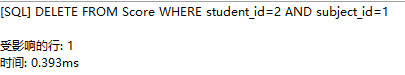 [SQL] DELETE FROM Score WHERE student_id=2 AND subject_id=1
受影响的行: 1
时间: 0.393ms